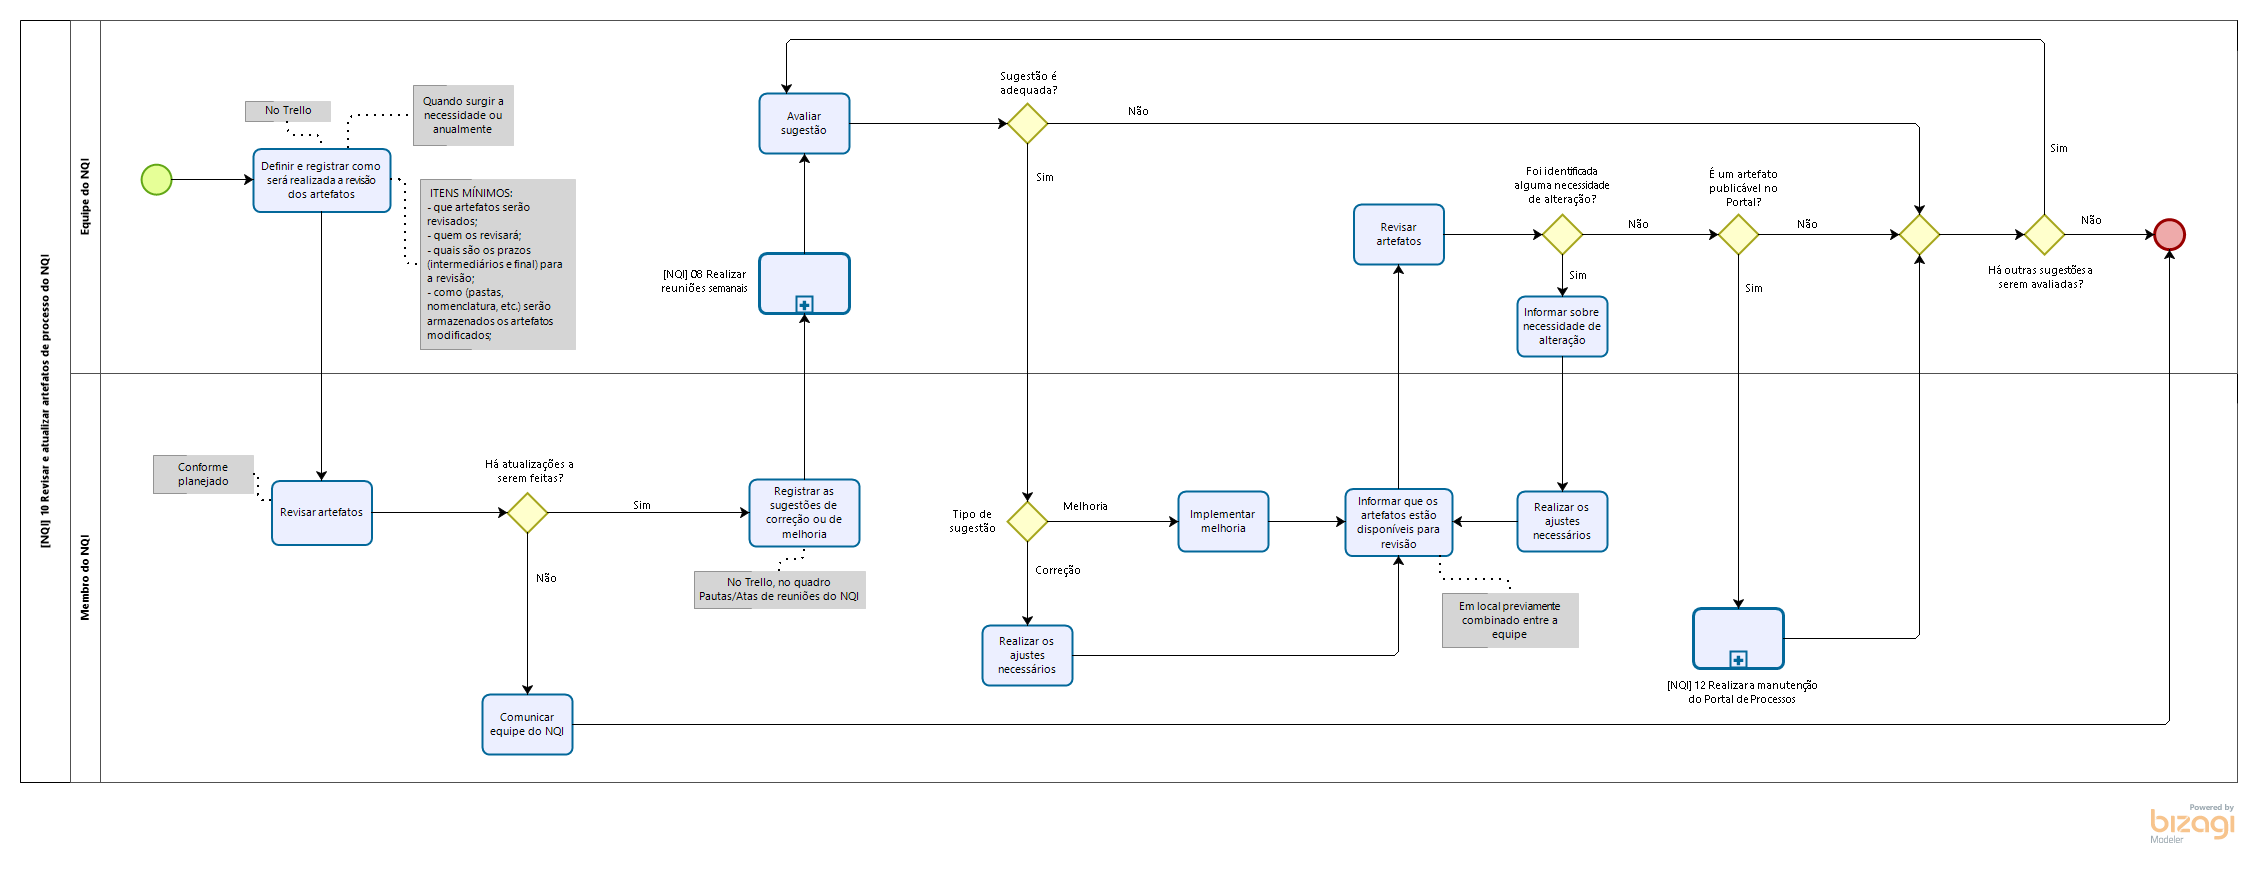 [NQI] 10 Revisar e atualizar artefatos de processo do NQI
Equipe do NQI
No Trello
Quando surgir a
necessidade ou
anualmente
Definir e registrar como
será realizada a revisão
dos artefatos
ITENS MÍNIMOS:
- que artefatos serão
revisados;
- quem os revisará;
- quais são os prazos
(intermediários e final) para
a revisão;
- como (pastas,
nomenclatura, etc.) serão
armazenados os artefatos
modificados;
Avaliar
sugestão
[NQI] 08 Realizar
reuniões semanais
Sugestão é
adequada?
Não
Sim
Revisar
artefatos
Foi identificada
alguma necessidade
de alteração?
Não
Sim
Informar sobre
necessidade de
alteração
É um artefato
publicável no
Portal?
Não
Sim
Sim
Não
Há outras sugestões a
serem avaliadas?
Membro do NQI
Conforme
planejado
Revisar artefatos
Há atualizações a
serem feitas?
Sim
Não
Comunicar
equipe do NQI
Registrar as
sugestões de
correção ou de
melhoria
No Trello, no quadro
Pautas/Atas de reuniões do NQI
Tipo de
sugestão
Melhoria
Correção
Realizar os
ajustes
necessários
Implementar
melhoria
Informar que os
artefatos estão
disponíveis para
revisão
Em local previamente
combinado entre a
equipe
Realizar os
ajustes
necessários
[NQI] 12 Realizar a manutenção
do Portal de Processos
Powered by
bizagi
Modeler